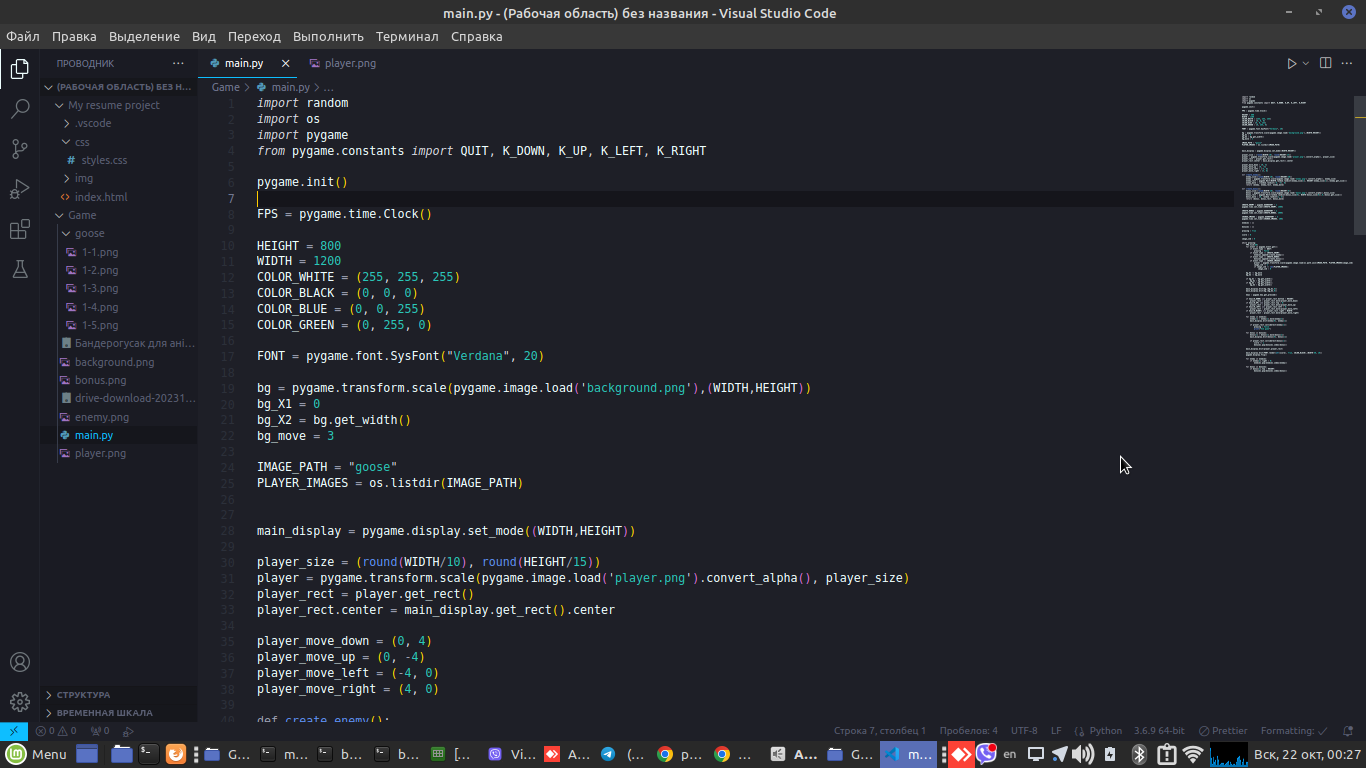 main.py - (Рабочая область) без названия - Visual Studio Code
Файл Правка Выделение Вид Переход Выполнить Терминал Справка
ПРОВОДНИК
(РАБОЧАЯ ОБЛАСТЬ) БЕЗ Н...
My resume project
.vscode
css
# styles.css
img
<> index.html
Game
goose
1-1.png
1-2.png
1-3.png
1-4.png
1-5.png
Бандерогусак для ані...
background.png
bonus.png
drive-download-20231...
enemy.png
main.py
player.png
СТРУКТУРА
ВРЕМЕННАЯ ШКАЛА
main.py
player.png
Game > main.py > ...
1 import random
2 import os
3 import pygame
4 from pygame.constants import QUIT, K_DOWN, K_UP, K_LEFT, K_RIGHT
5
6 pygame.init()
7
8 FPS = pygame.time.Clock()
9
10 HEIGHT = 800
11 WIDTH = 1200
12 COLOR_WHITE = (255, 255, 255)
13 COLOR_BLACK = (0, 0, 0)
14 COLOR_BLUE = (0, 0, 255)
15 COLOR_GREEN = (0, 255, 0)
16
17 FONT = pygame.font.SysFont("Verdana", 20)
18
19 bg = pygame.transform.scale(pygame.image.load('background.png'),(WIDTH,HEIGHT))
20 bg_X1 = 0
21 bg_X2 = bg.get_width()
22 bg_move = 3
23
24 IMAGE_PATH = "goose"
25 PLAYER_IMAGES = os.listdir(IMAGE_PATH)
26
27
28 main_display = pygame.display.set_mode((WIDTH,HEIGHT))
29
30 player_size = (round(WIDTH/10), round(HEIGHT/15))
31 player = pygame.transform.scale(pygame.image.load('player.png').convert_alpha(), player_size)
32 player_rect = player.get_rect()
33 player_rect.center = main_display.get_rect().center
34
35 player_move_down = (0, 4)
36 player_move_up = (0, -4)
37 player_move_left = (-4, 0)
38 player_move_right = (4, 0)
39
40 def create_enemy():
0 0 0 Строка 7, столбец 1 Пробелов: 4 UTF-8 LF Python 3.6.9 64-bit Prettier Formatting: ✓
Menu G... m... b... b... [... Vi... A... (... p... ... A... G... m... en Вск, 22 окт, 00:27